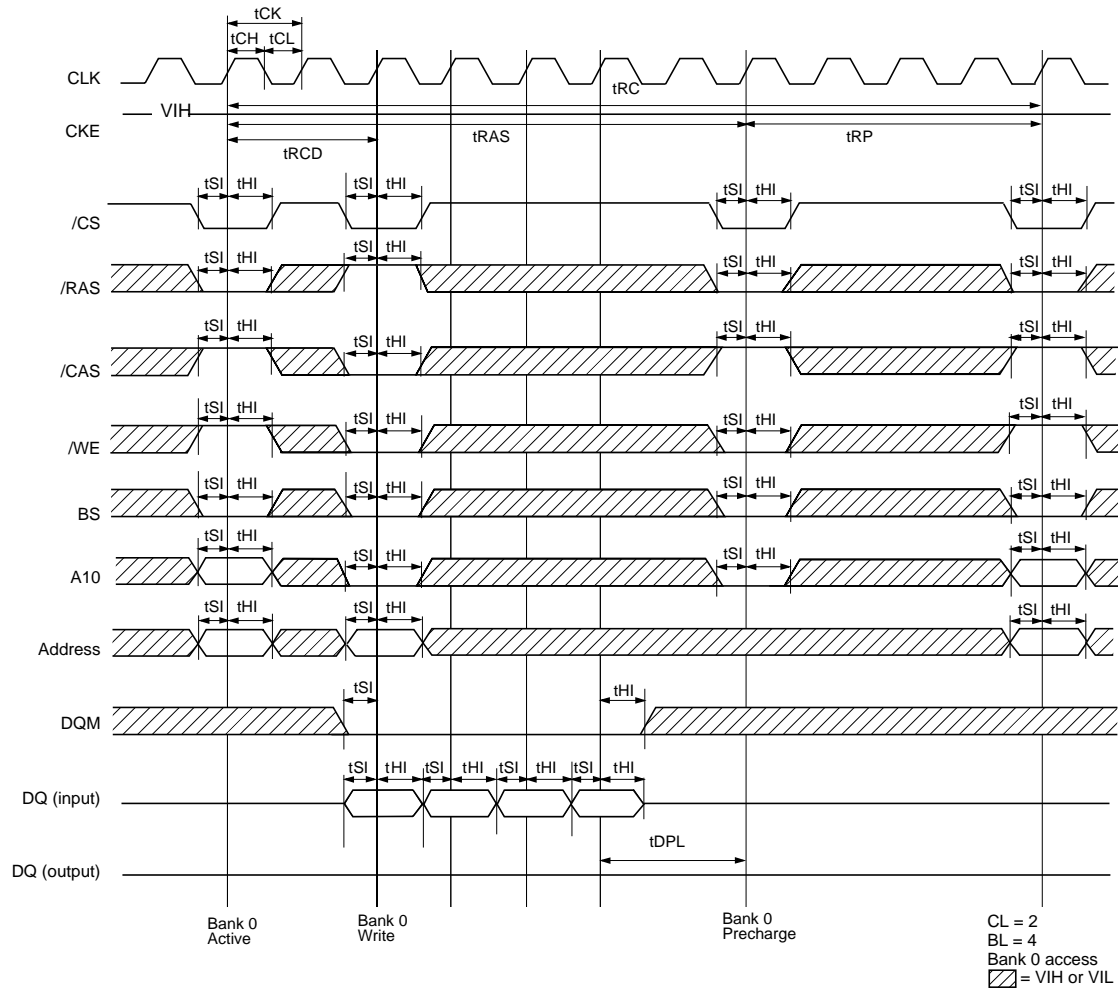 tCK
tCH tCL
CLK
tRC
VIH
CKE
tRAS tRP
tRCD
tSI tHI tSI tHI tSI tHI tSI tHI
/CS
tSI tHI
tSI tHI tSI tHI tSI tHI
/RAS
tSI tHI tSI tHI tSI tHI
tSI tHI
/CAS
tSI tHI tSI tHI
tSI tHI tSI tHI
/WE
tSI tHI tSI tHI tSI tHI tSI tHI
BS
tSI tHI tSI tHI tSI tHI tSI tHI
A10
tSI tHI tSI tHI tSI tHI
Address
tSI tHI
DQM
tSI tHI tSI tHI tSI tHI tSI tHI
DQ (input)
tDPL
DQ (output)
Bank 0
Active
Bank 0
Write
Bank 0
Precharge
CL = 2
BL = 4
Bank 0 access
= VIH or VIL